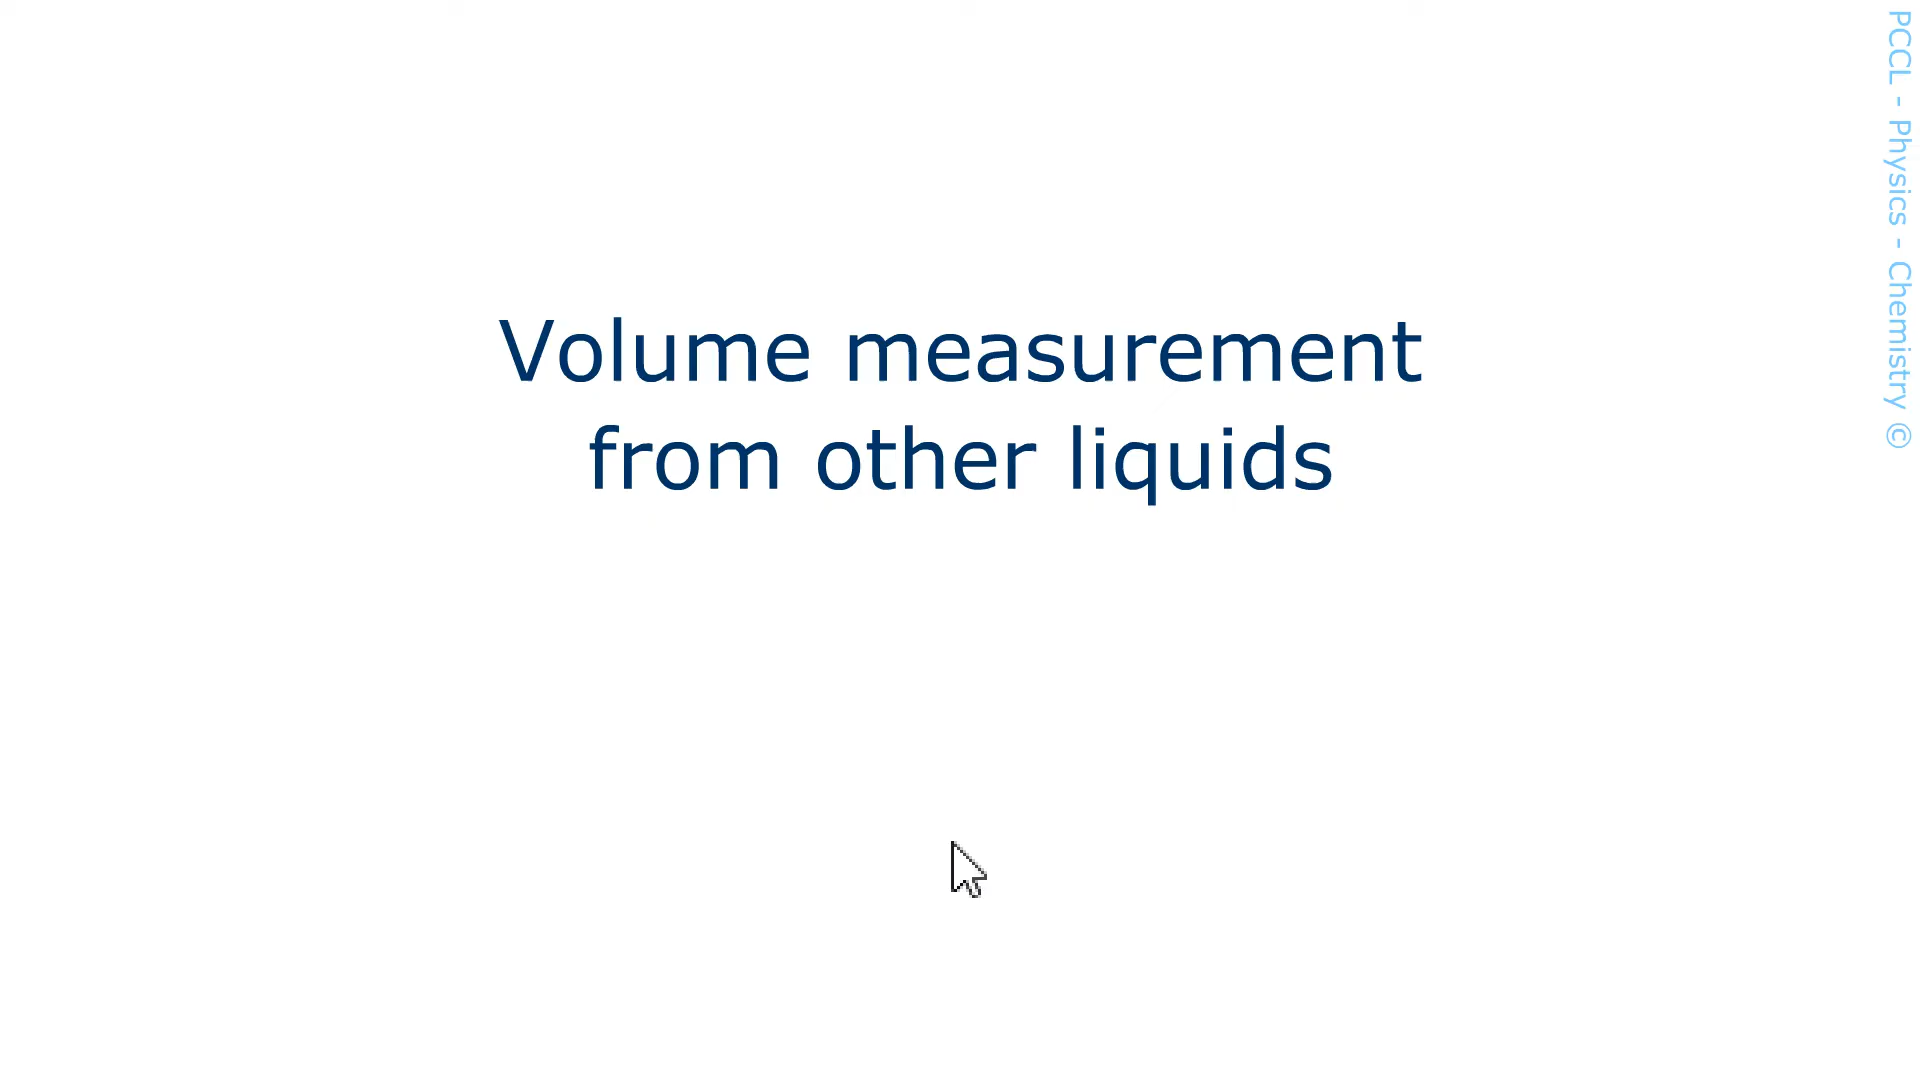 Volume measurement
from other liquids
PCCL - Physics - Chemistry ©